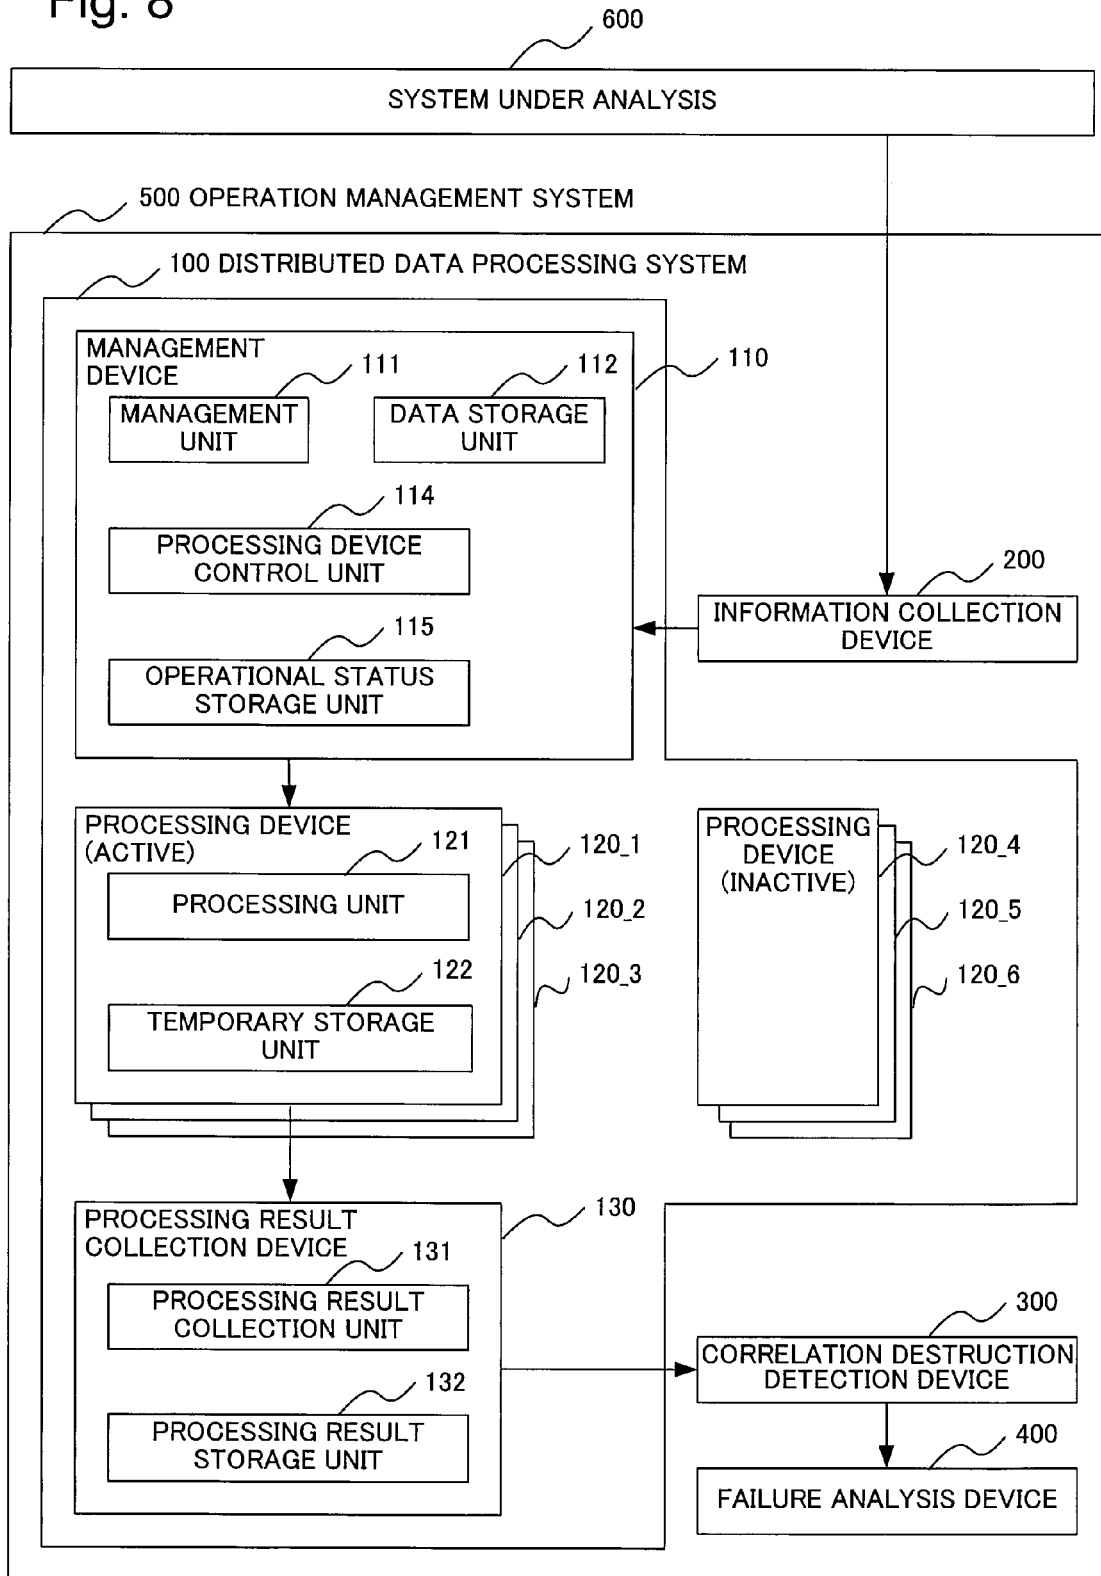 Fig. 8
600
SYSTEM UNDER ANALYSIS
500 OPERATION MANAGEMENT SYSTEM
100 DISTRIBUTED DATA PROCESSING SYSTEM
MANAGEMENT
DEVICE
110
111
MANAGEMENT
UNIT
112
DATA STORAGE
UNIT
114
PROCESSING DEVICE
CONTROL UNIT
115
OPERATIONAL STATUS
STORAGE UNIT
200
INFORMATION COLLECTION
DEVICE
PROCESSING DEVICE
(ACTIVE)
121
PROCESSING UNIT
122
TEMPORARY STORAGE
UNIT
120_1
120_2
120_3
PROCESSING
DEVICE
(INACTIVE)
120_4
120_5
120_6
PROCESSING RESULT
COLLECTION DEVICE
130
131
PROCESSING RESULT
COLLECTION UNIT
132
PROCESSING RESULT
STORAGE UNIT
300
CORRELATION DESTRUCTION
DETECTION DEVICE
400
FAILURE ANALYSIS DEVICE